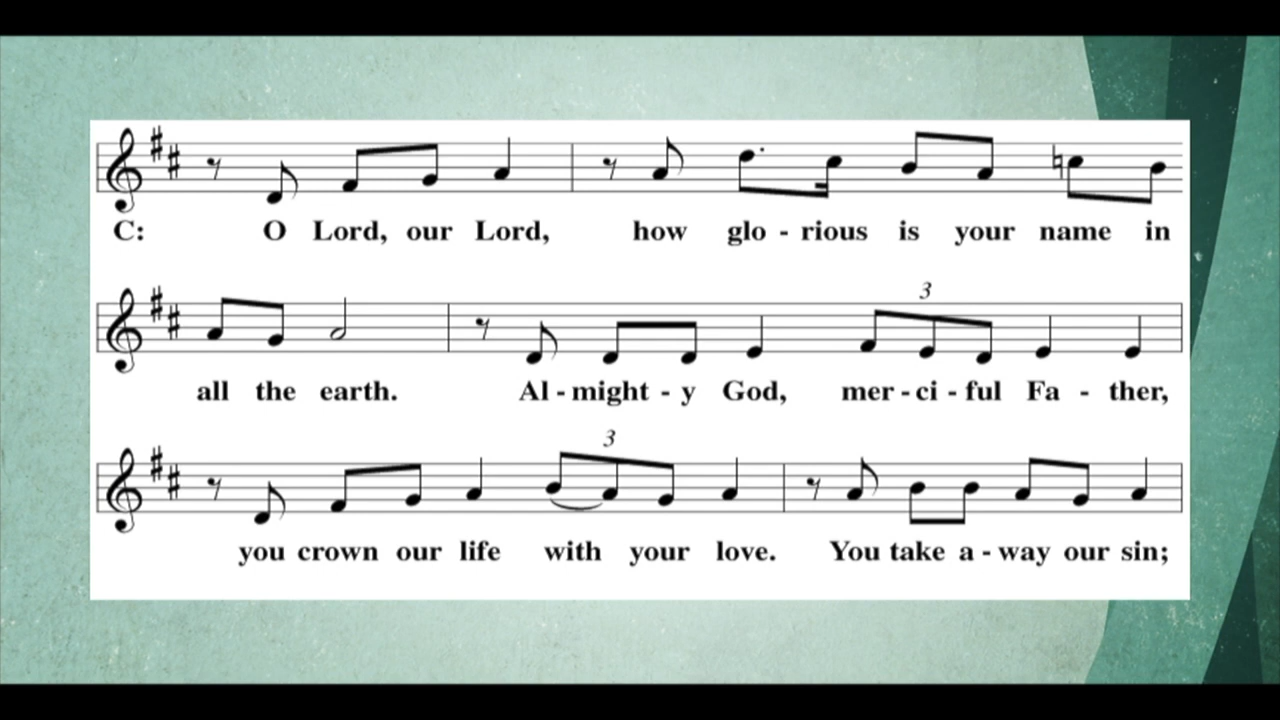 C: O Lord, our Lord, how glo - rious is your name in
3
all the earth. Al - might - y God, mer - ci - ful Fa - ther,
3
you crown our life with your love. You take a - way our sin;